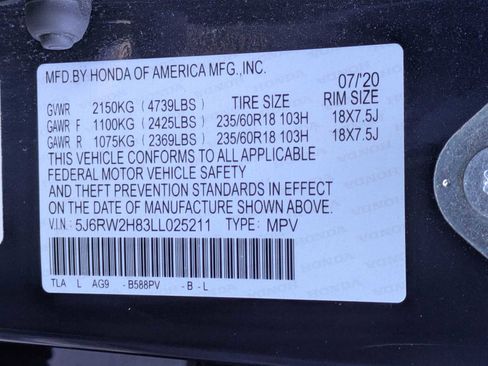 MFD.BY HONDA OF AMERICA MFG.,INC.
07/'20
GVWR 2150KG (4739LBS) TIRE SIZE RIM SIZE
GAWR F 1100KG (2425LBS) 235/60R18 103H 18X7.5J
GAWR R 1075KG (2369LBS) 235/60R18 103H 18X7.5J
THIS VEHICLE CONFORMS TO ALL APPLICABLE
FEDERAL MOTOR VEHICLE SAFETY
AND THEFT PREVENTION STANDARDS IN EFFECT
ON THE DATE OF MANUFACTURE SHOWN ABOVE.
V.I.N.: 5J6RW2H83LL025211 TYPE: MPV
TLA L AG9 -B588PV -B-L